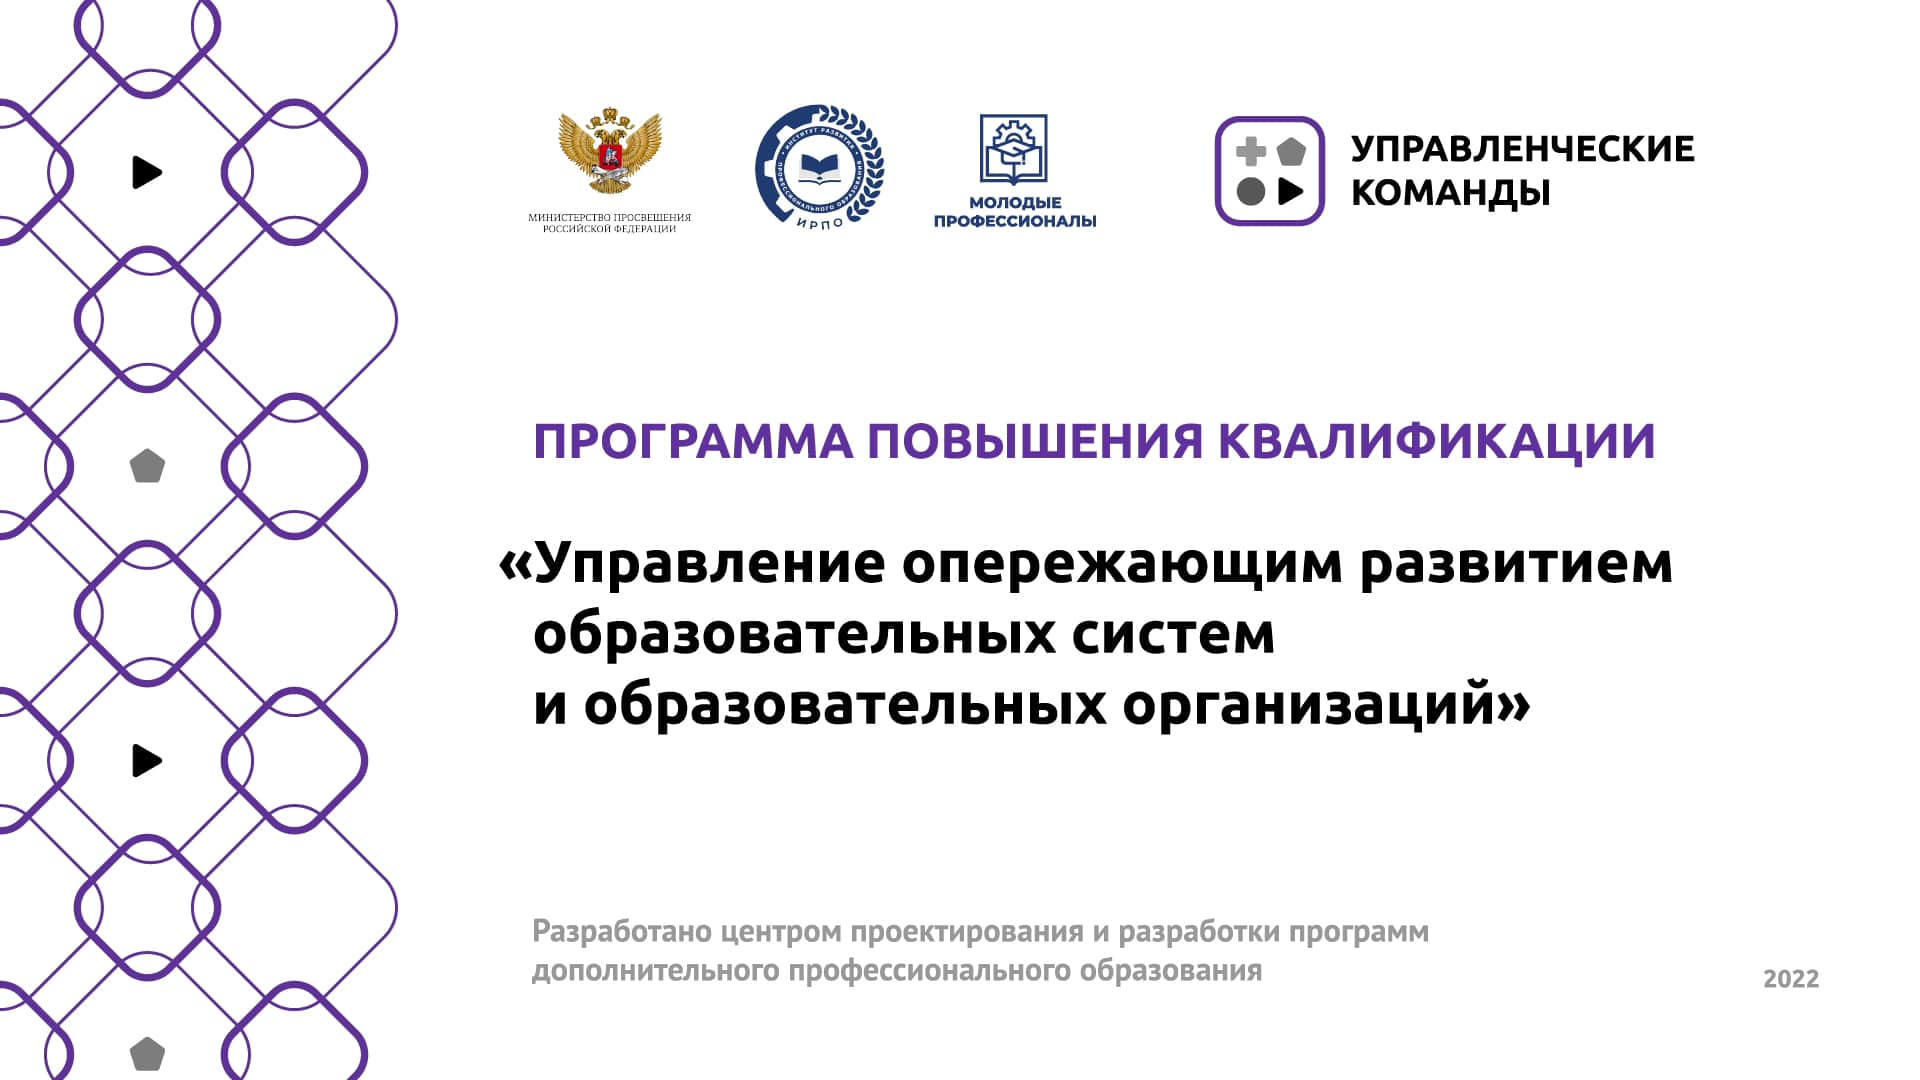 МИНИСТЕРСТВО ПРОСВЕЩЕНИЯ
РОССИЙСКОЙ ФЕДЕРАЦИИ
ИНСТИТУТ РАЗВИТИЯ
ПРОФЕССИОНАЛЬНОГО ОБРАЗОВАНИЯ
ИРПО
МОЛОДЫЕ
ПРОФЕССИОНАЛЫ
УПРАВЛЕНЧЕСКИЕ
КОМАНДЫ
ПРОГРАММА ПОВЫШЕНИЯ КВАЛИФИКАЦИИ
«Управление опережающим развитием
образовательных систем
и образовательных организаций»
Разработано центром проектирования и разработки программ
дополнительного профессионального образования
2022